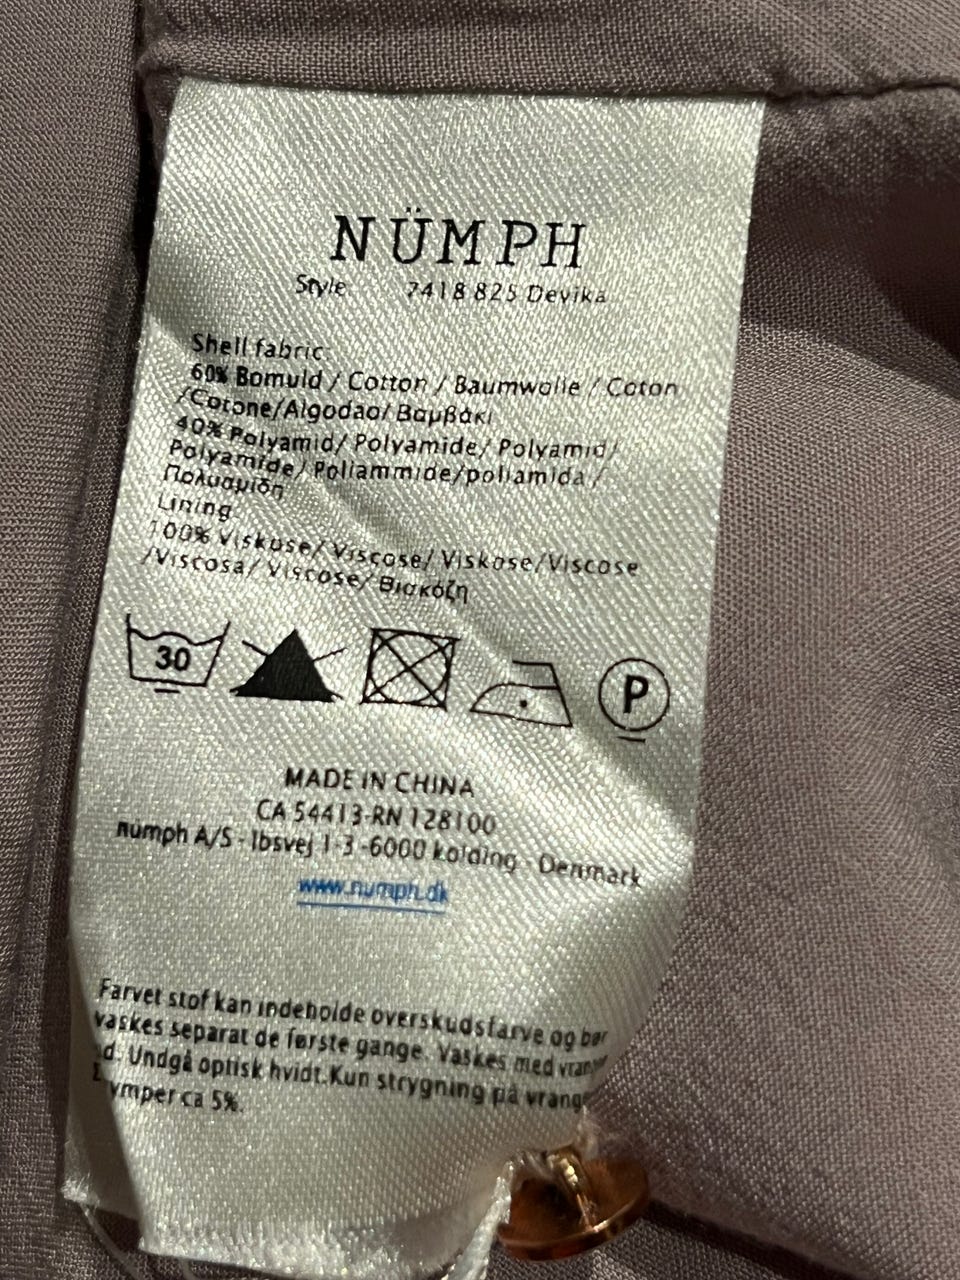 NÜMPH
Style 7418 825 Devika
Shell fabric:
60% Bomuld / Cotton / Baumwolle / Coton
/Cotone/Algodao/ Βαμβάκι
40% Polyamid/ Polyamide/ Polyamid/
Polyamide/ Poliammide/poliamida /
Πολυαμίδη
Lining
100% Viskose/ Viscose/ Viskose/Viscose
/Viscosa/ Viscose/ Βισκόζη
30
P
MADE IN CHINA
CA 54413-RN 128100
nümph A/S - Ibsvej 1-3 -6000 kolding - Denmark
www.numph.dk
Farvet stof kan indeholde overskudsfarve og bør
vaskes separat de første gange. Vaskes med vran
d. Undgå optisk hvidt.Kun strygning på vrang
ymper ca 5%.